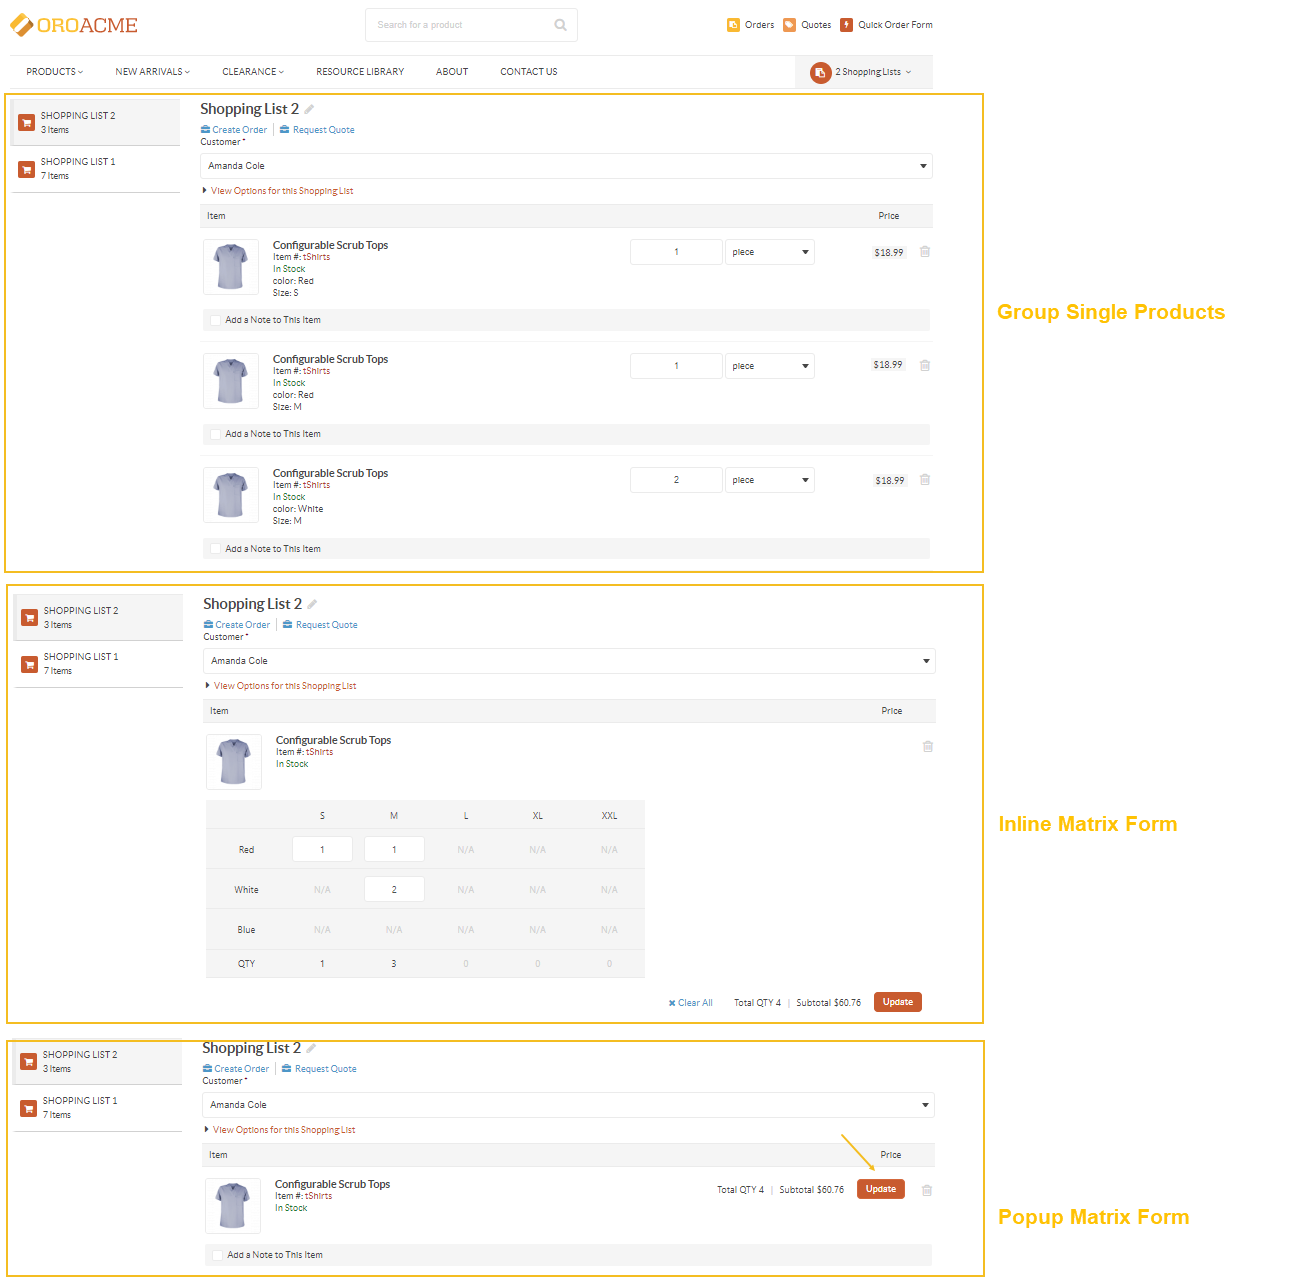 OROACME
Search for a product
Orders
Quotes
Quick Order Form
PRODUCTS
NEW ARRIVALS
CLEARANCE
RESOURCE LIBRARY
ABOUT
CONTACT US
2 Shopping Lists
SHOPPING LIST 2
3 Items
SHOPPING LIST 1
7 Items
Shopping List 2
Create Order
Request Quote
Customer *
Amanda Cole
View Options for this Shopping List
Item Price
Configurable Scrub Tops
Item #: tShirts
In Stock
color: Red
Size: S
1 piece $18.99
Add a Note to This Item
Configurable Scrub Tops
Item #: tShirts
In Stock
color: Red
Size: M
1 piece $18.99
Add a Note to This Item
Configurable Scrub Tops
Item #: tShirts
In Stock
color: White
Size: M
2 piece $18.99
Add a Note to This Item
Group Single Products
SHOPPING LIST 2
3 Items
SHOPPING LIST 1
7 Items
Shopping List 2
Create Order
Request Quote
Customer *
Amanda Cole
View Options for this Shopping List
Item Price
Configurable Scrub Tops
Item #: tShirts
In Stock
S M L XL XXL
Red 1 1 N/A N/A N/A
White N/A 2 N/A N/A N/A
Blue N/A N/A N/A N/A N/A
QTY 1 3 0 0 0
Clear All Total QTY 4 | Subtotal $60.76 Update
Inline Matrix Form
SHOPPING LIST 2
3 Items
SHOPPING LIST 1
7 Items
Shopping List 2
Create Order
Request Quote
Customer *
Amanda Cole
View Options for this Shopping List
Item Price
Configurable Scrub Tops
Item #: tShirts
In Stock
Total QTY 4 | Subtotal $60.76 Update
Add a Note to This Item
Popup Matrix Form